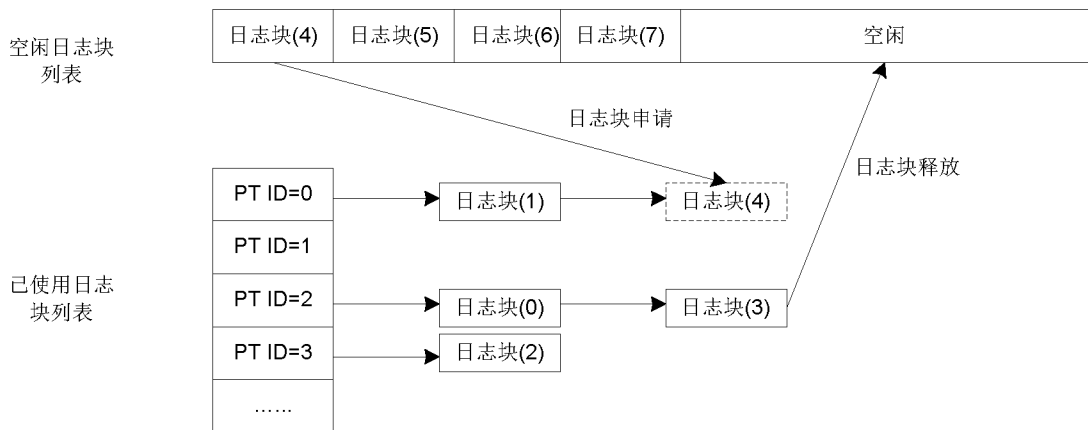 日志块(4) 日志块(5) 日志块(6) 日志块(7) 空闲
空闲日志块
列表
日志块申请
日志块释放
PT ID=0 日志块(1) 日志块(4)
PT ID=1
已使用日志
块列表
PT ID=2 日志块(0) 日志块(3)
PT ID=3 日志块(2)
……